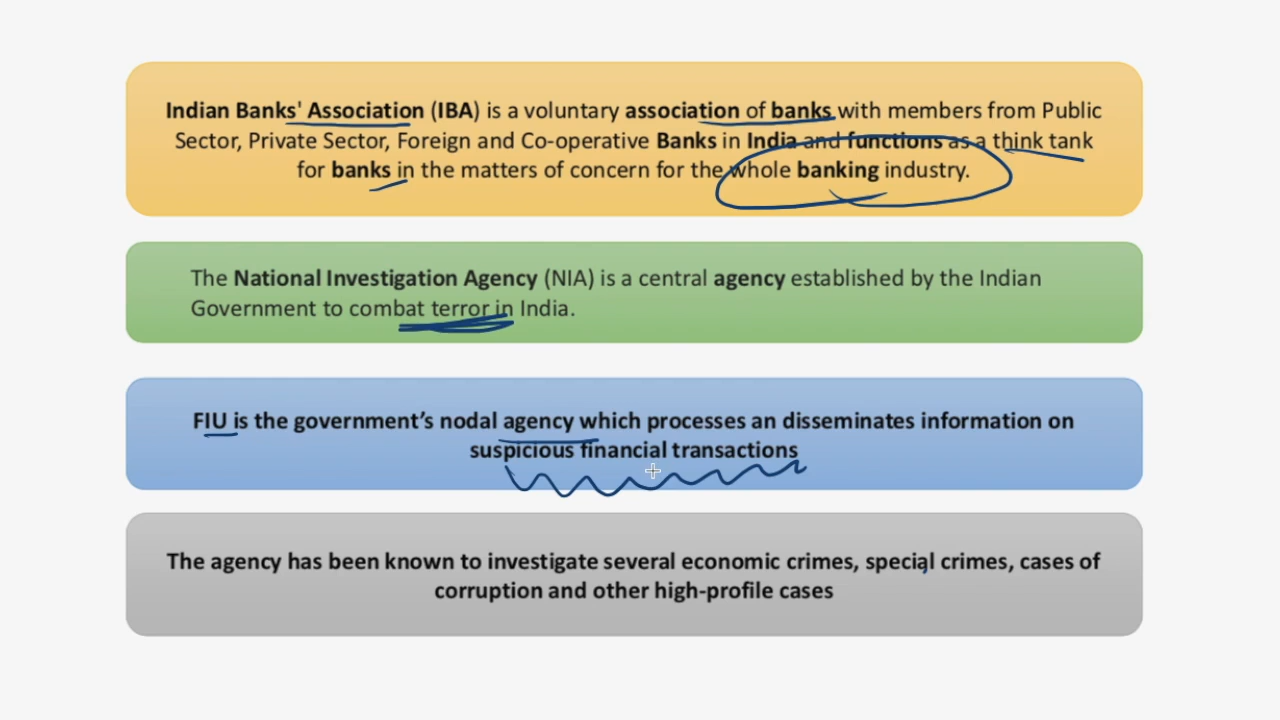 Indian Banks' Association (IBA) is a voluntary association of banks with members from Public
Sector, Private Sector, Foreign and Co-operative Banks in India and functions as a think tank
for banks in the matters of concern for the whole banking industry.
The National Investigation Agency (NIA) is a central agency established by the Indian
Government to combat terror in India.
FIU is the government’s nodal agency which processes an disseminates information on
suspicious financial transactions
The agency has been known to investigate several economic crimes, special crimes, cases of
corruption and other high-profile cases